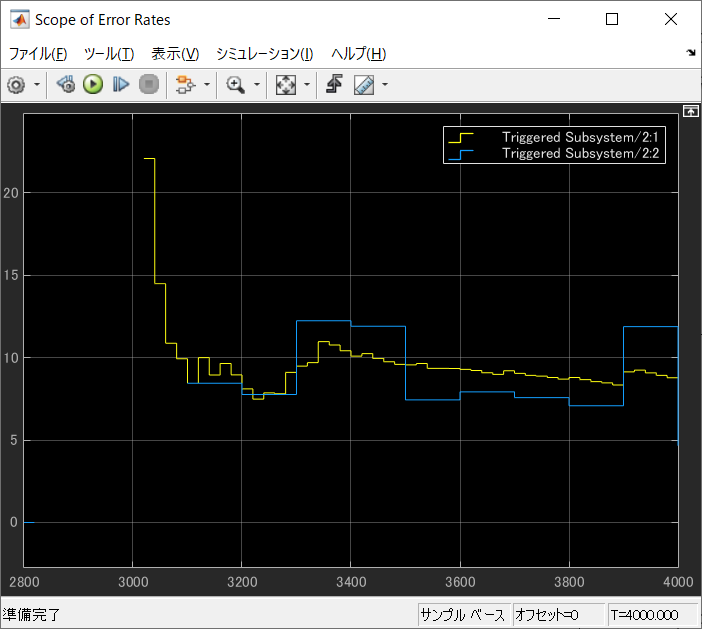 Scope of Error Rates
ファイル(F) ツール(T) 表示(V) シミュレーション(I) ヘルプ(H)
Triggered Subsystem/2:1
Triggered Subsystem/2:2
20
15
10
5
0
2800 3000 3200 3400 3600 3800 4000
準備完了 サンプル ベース オフセット=0 T=4000.000